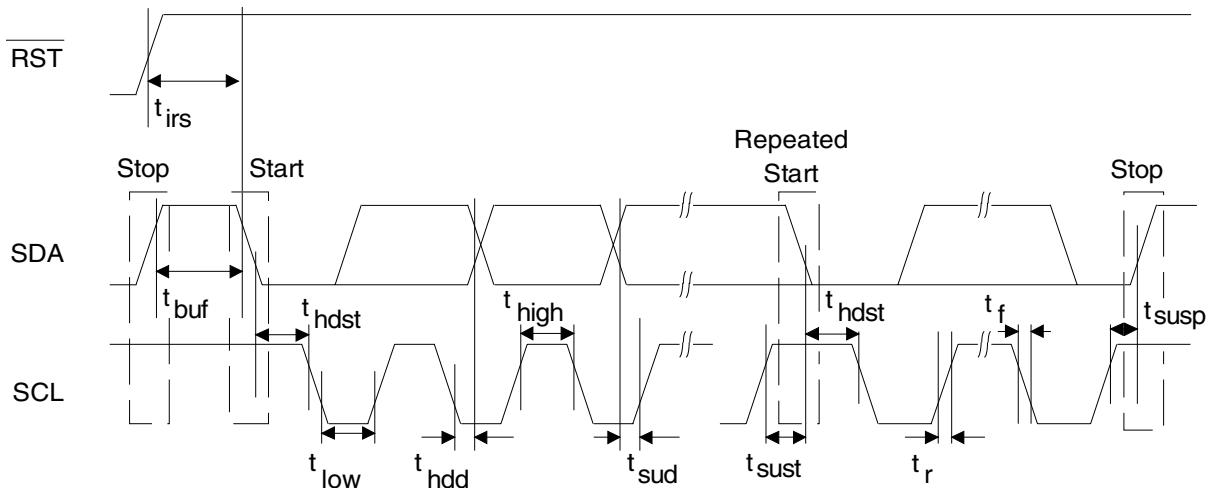 RST
t irs
Repeated
Stop Start Start Stop
SDA
t buf t hdst t high t hdst t f t susp
SCL
t low t hdd t sud t sust t r